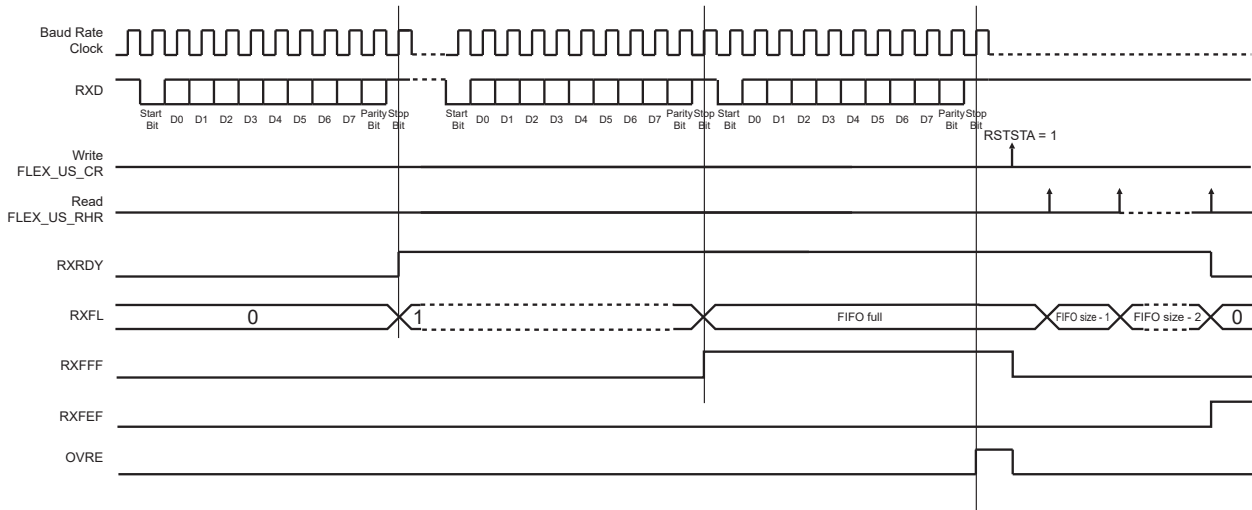 Baud Rate
Clock
RXD
Start
Bit
D0
D1
D2
D3
D4
D5
D6
D7
Parity
Bit
Stop
Bit
Start
Bit
D0
D1
D2
D3
D4
D5
D6
D7
Parity
Bit
Stop
Bit
Start
Bit
D0
D1
D2
D3
D4
D5
D6
D7
Parity
Bit
Stop
Bit
RSTSTA = 1
Write
FLEX_US_CR
Read
FLEX_US_RHR
RXRDY
RXFL
0
1
FIFO full
FIFO size - 1
FIFO size - 2
0
RXFFF
RXFEF
OVRE